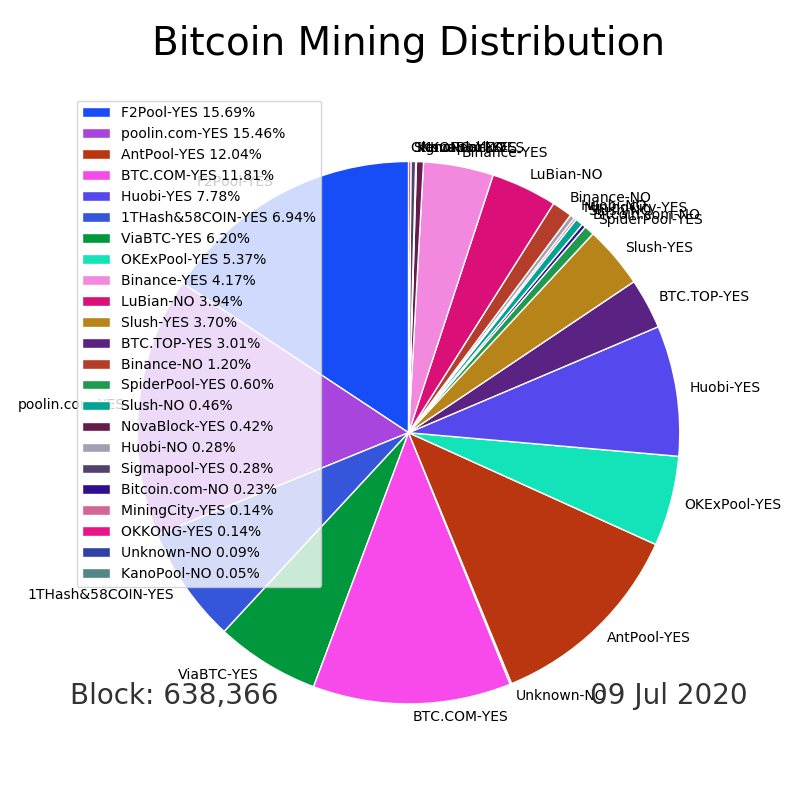 Bitcoin Mining Distribution
F2Pool-YES 15.69%
poolin.com-YES 15.46%
AntPool-YES 12.04%
BTC.COM-YES 11.81%
Huobi-YES 7.78%
1THash&58COIN-YES 6.94%
ViaBTC-YES 6.20%
OKExPool-YES 5.37%
Binance-YES 4.17%
LuBian-NO 3.94%
Slush-YES 3.70%
BTC.TOP-YES 3.01%
Binance-NO 1.20%
SpiderPool-YES 0.60%
Slush-NO 0.46%
NovaBlock-YES 0.42%
Huobi-NO 0.28%
Sigmapool-YES 0.28%
Bitcoin.com-NO 0.23%
MiningCity-YES 0.14%
OKKONG-YES 0.14%
Unknown-NO 0.09%
KanoPool-NO 0.05%
Binance-YES
LuBian-NO
Binance-NO
SpiderPool-YES
Slush-YES
BTC.TOP-YES
Huobi-YES
OKExPool-YES
AntPool-YES
Unknown-NO
BTC.COM-YES
ViaBTC-YES
1THash&58COIN-YES
poolin.com-YES
F2Pool-YES
Block: 638,366
09 Jul 2020